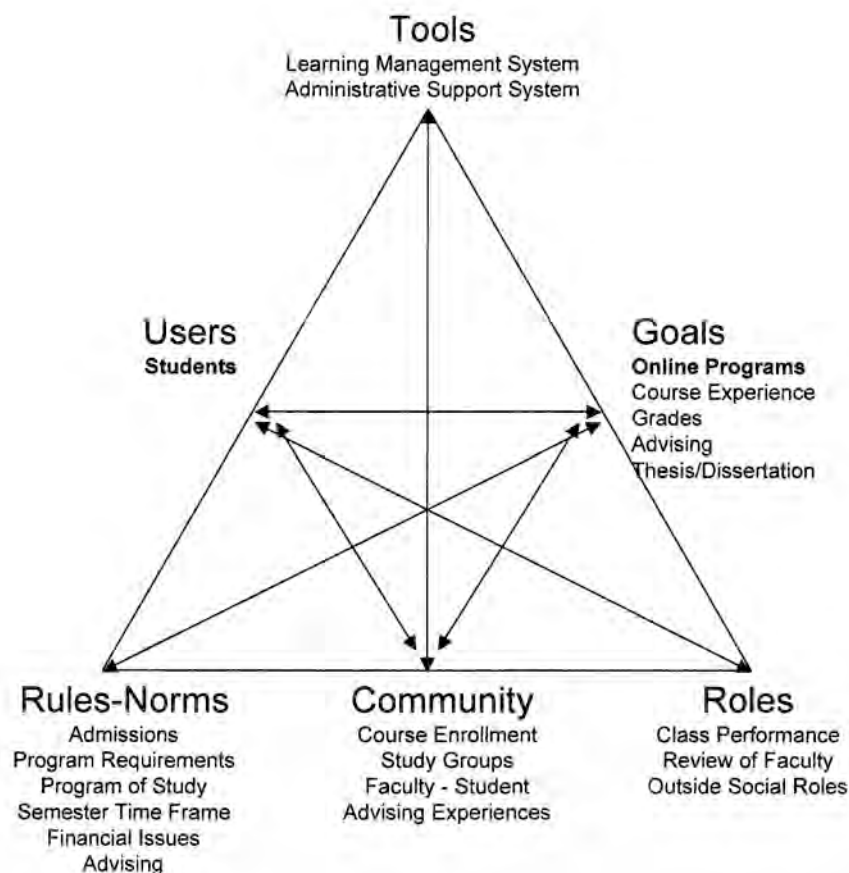 Tools
Learning Management System
Administrative Support System
Users
Students
Goals
Online Programs
Course Experience
Grades
Advising
Thesis/Dissertation
Rules-Norms
Admissions
Program Requirements
Program of Study
Semester Time Frame
Financial Issues
Advising
Community
Course Enrollment
Study Groups
Faculty - Student
Advising Experiences
Roles
Class Performance
Review of Faculty
Outside Social Roles